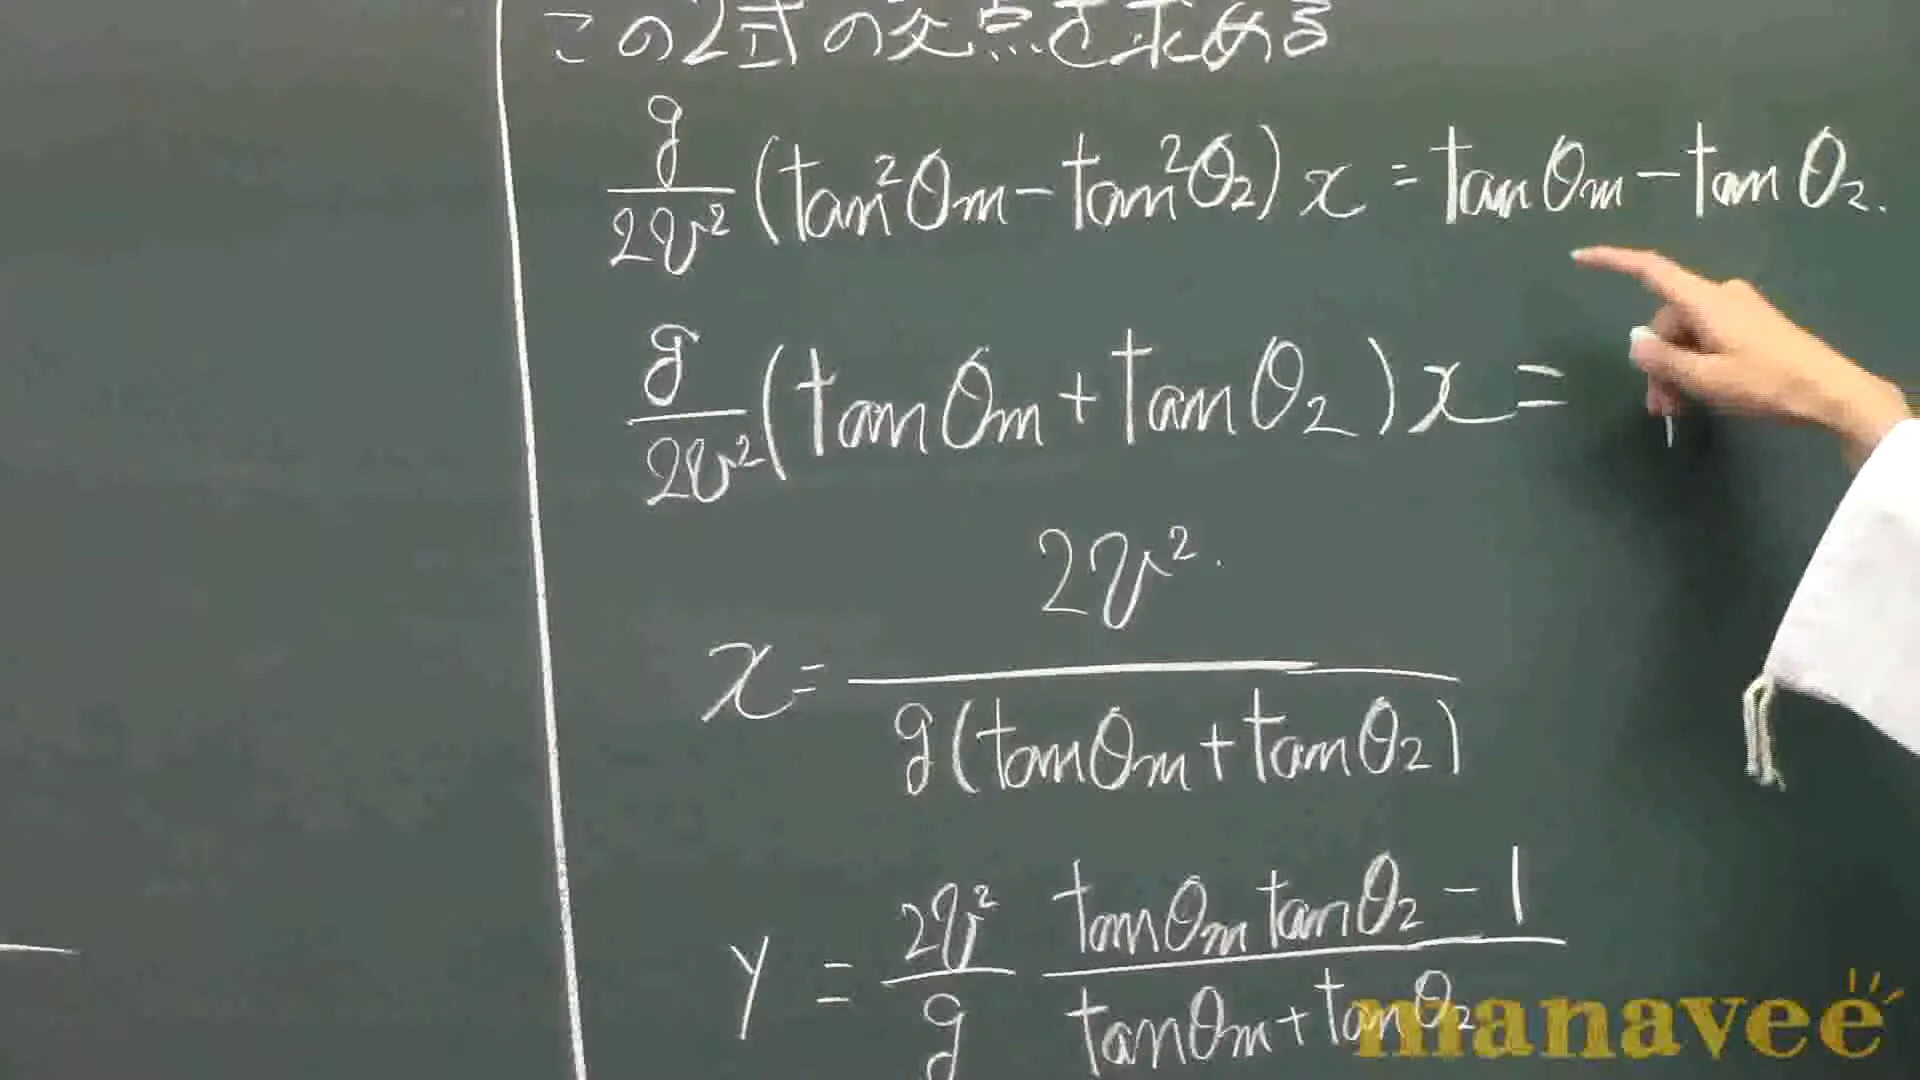 この2式の交点を求める
g/2v² (tan²θm − tan²θ₂) x = tanθm − tanθ₂.
g/2v² (tanθm + tanθ₂) x = 1
x = 2v² / g(tanθm + tanθ₂)
y = 2v²/g (tanθm tanθ₂ − 1)/(tanθm + tanθ₂)
manavee